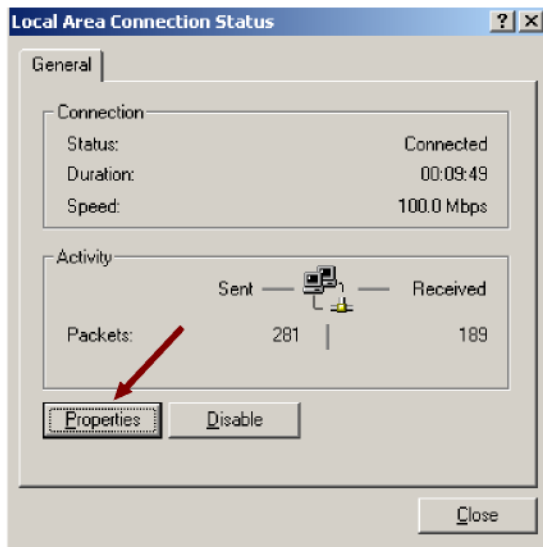 Local Area Connection Status
General
Connection
Status: Connected
Duration: 00:09:49
Speed: 100.0 Mbps
Activity
Sent Received
Packets: 281 189
Properties Disable
Close